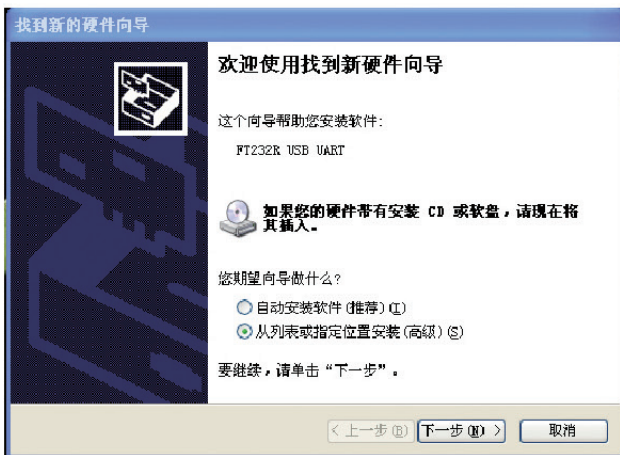 找到新的硬件向导
欢迎使用找到新硬件向导
这个向导帮助您安装软件:
FT232R USB UART
如果您的硬件带有安装 CD 或软盘，请现在将
其插入。
您期望向导做什么?
自动安装软件(推荐)(I)
从列表或指定位置安装(高级)(S)
要继续，请单击“下一步”。
< 上一步(B)
下一步(N) >
取消